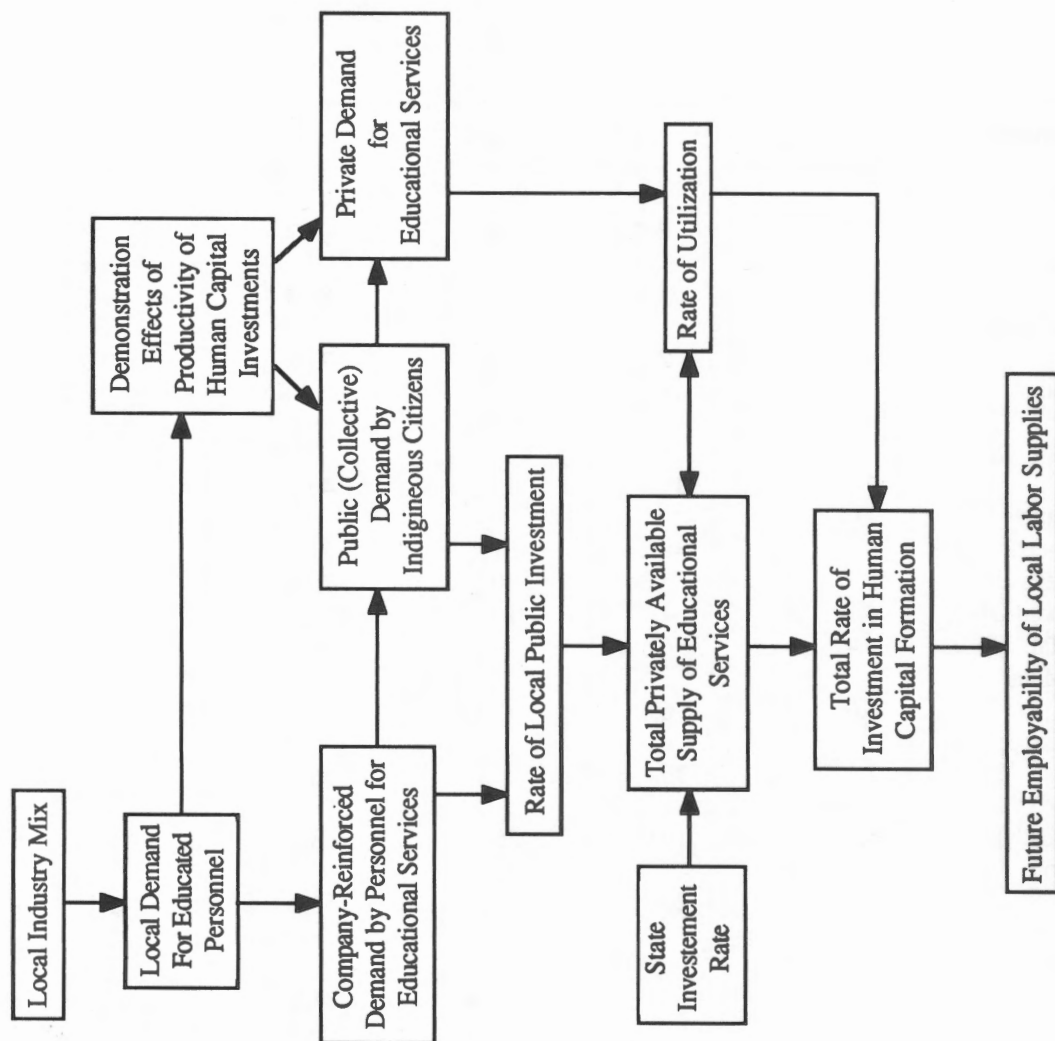 Local Industry Mix
Local Demand
For Educated
Personnel
Demonstration
Effects of
Productivity of
Human Capital
Investments
Company-Reinforced
Demand by Personnel for
Educational Services
Public (Collective)
Demand by
Indigineous Citizens
Private Demand
for
Educational Services
Rate of Local Public Investment
State
Investement
Rate
Total Privately Available
Supply of Educational
Services
Rate of Utilization
Total Rate of
Investment in Human
Capital Formation
Future Employability of Local Labor Supplies